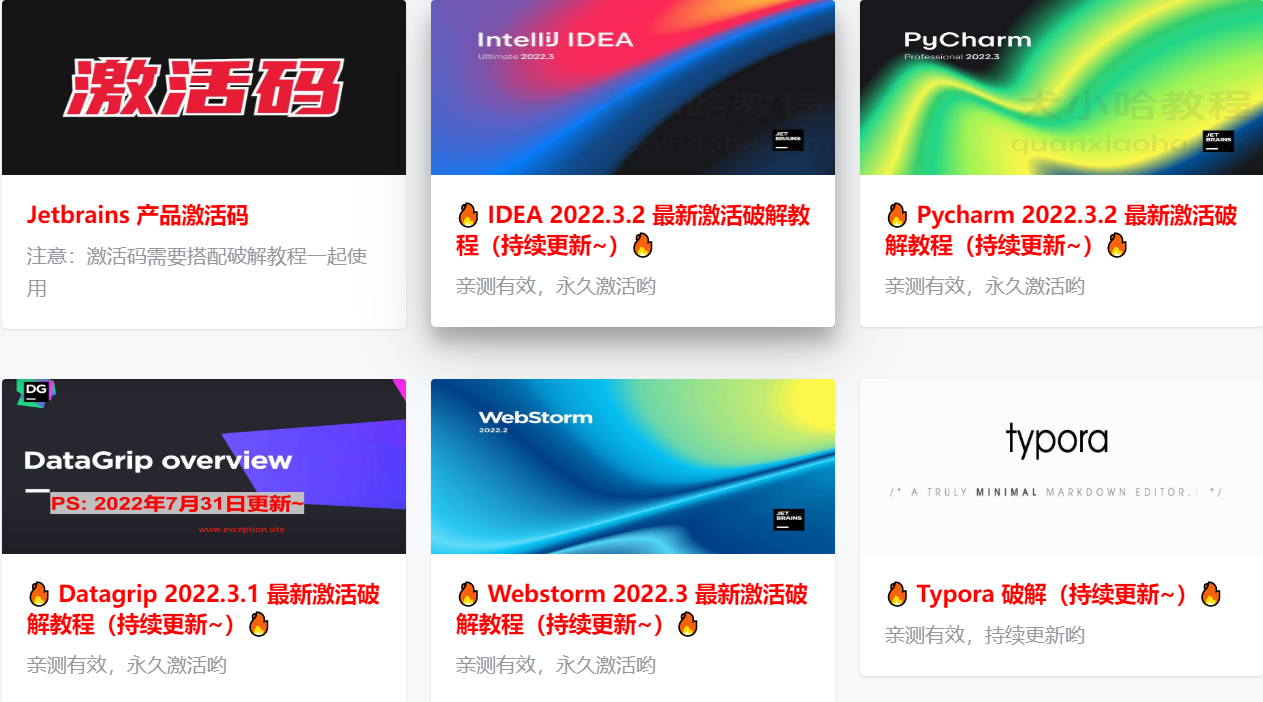 激活码
Jetbrains 产品激活码
注意：激活码需要搭配破解教程一起使
用
IntelliJ IDEA
Ultimate 2022.3
犬小哈教程
quanxiaoha.com
JET
BRAINS
🔥 IDEA 2022.3.2 最新激活破解教
程（持续更新~）🔥
亲测有效，永久激活哟
PyCharm
Professional 2022.3
犬小哈教程
quanxiaoha.com
JET
BRAINS
🔥 Pycharm 2022.3.2 最新激活破
解教程（持续更新~）🔥
亲测有效，永久激活哟
DG
DataGrip overview
PS: 2022年7月31日更新~
www.exception.site
🔥 Datagrip 2022.3.1 最新激活破
解教程（持续更新~）🔥
亲测有效，永久激活哟
WebStorm
2022.2
JET
BRAINS
🔥 Webstorm 2022.3 最新激活破
解教程（持续更新~）🔥
亲测有效，永久激活哟
typora
/* A TRULY MINIMAL MARKDOWN EDITOR.| */
🔥 Typora 破解（持续更新~）🔥
亲测有效，持续更新哟